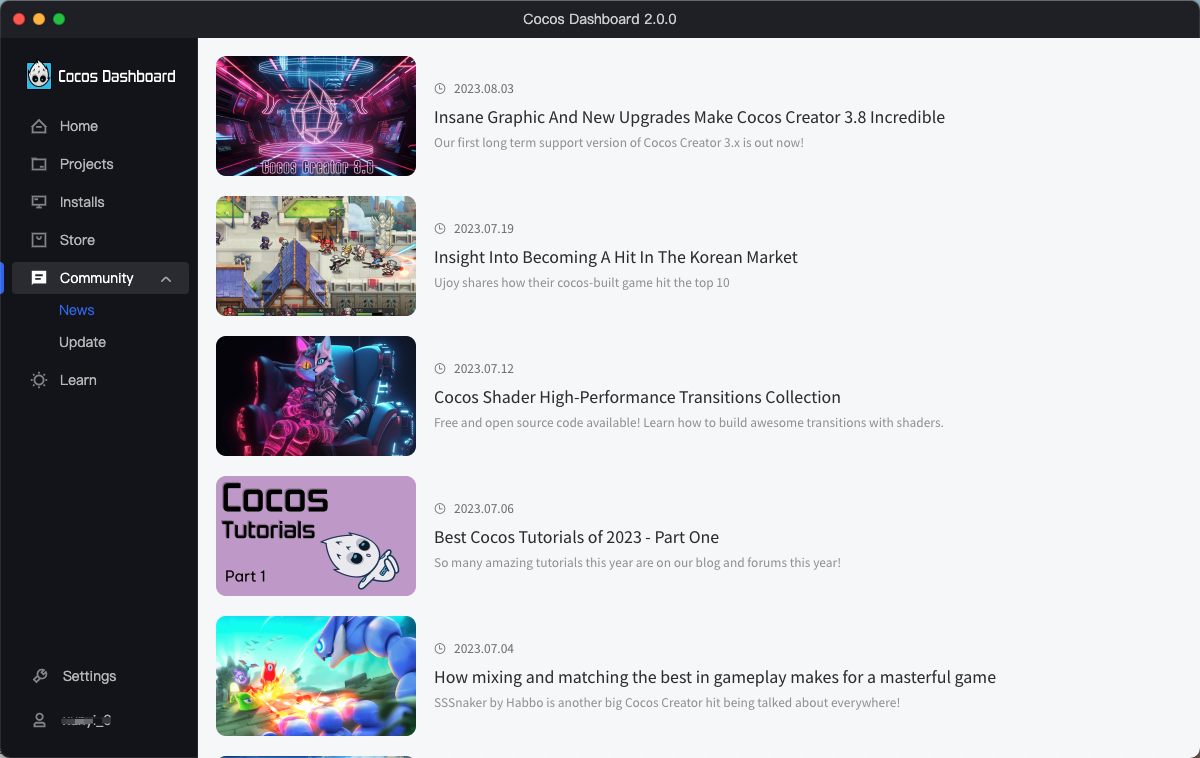 Cocos Dashboard 2.0.0
Cocos Dashboard
Home
Projects
Installs
Store
Community
News
Update
Learn
Settings
Cocos Creator 3.8
2023.08.03
Insane Graphic And New Upgrades Make Cocos Creator 3.8 Incredible
Our first long term support version of Cocos Creator 3.x is out now!
2023.07.19
Insight Into Becoming A Hit In The Korean Market
Ujoy shares how their cocos-built game hit the top 10
2023.07.12
Cocos Shader High-Performance Transitions Collection
Free and open source code available! Learn how to build awesome transitions with shaders.
Cocos
Tutorials
Part 1
2023.07.06
Best Cocos Tutorials of 2023 - Part One
So many amazing tutorials this year are on our blog and forums this year!
2023.07.04
How mixing and matching the best in gameplay makes for a masterful game
SSSnaker by Habbo is another big Cocos Creator hit being talked about everywhere!